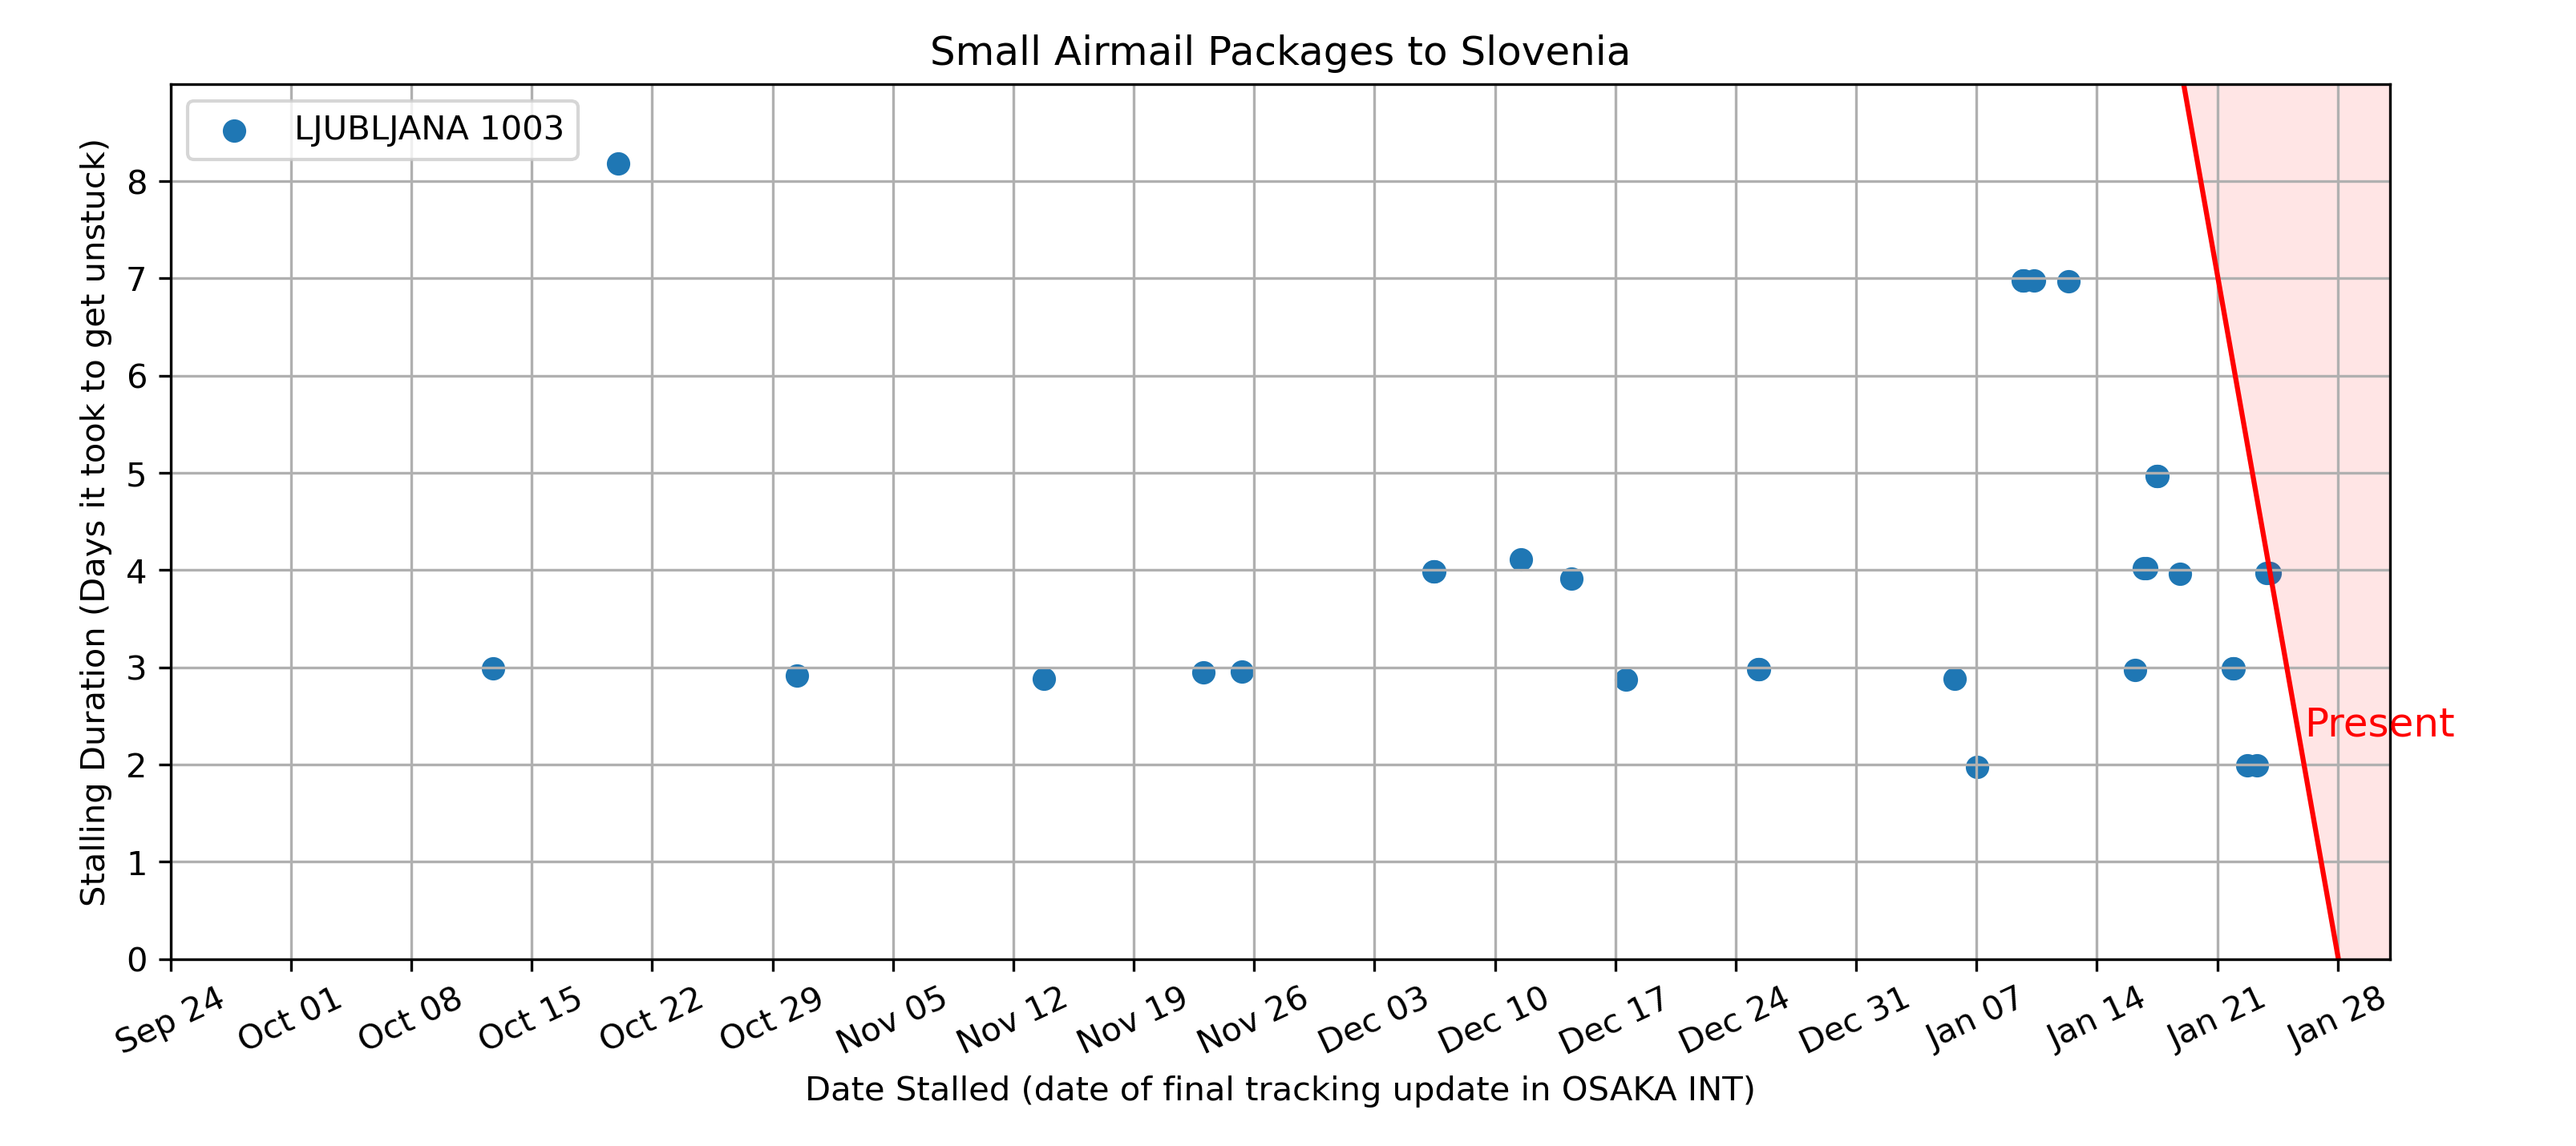 Small Airmail Packages to Slovenia
LJUBLJANA 1003
Stalling Duration (Days it took to get unstuck)
8
7
6
5
4
3
2
1
0
Present
Sep 24 Oct 01 Oct 08 Oct 15 Oct 22 Oct 29 Nov 05 Nov 12 Nov 19 Nov 26 Dec 03 Dec 10 Dec 17 Dec 24 Dec 31 Jan 07 Jan 14 Jan 21 Jan 28
Date Stalled (date of final tracking update in OSAKA INT)